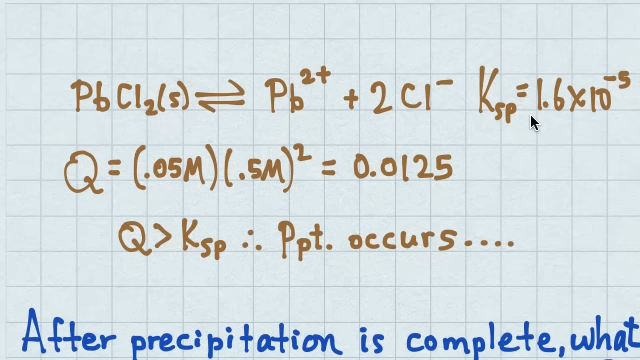 PbCl₂(s) ⇌ Pb²⁺ + 2Cl⁻ Ksp = 1.6×10⁻⁵
Q = (.05M)(.5M)² = 0.0125
Q > Ksp ∴ Ppt. occurs....
After precipitation is complete, what